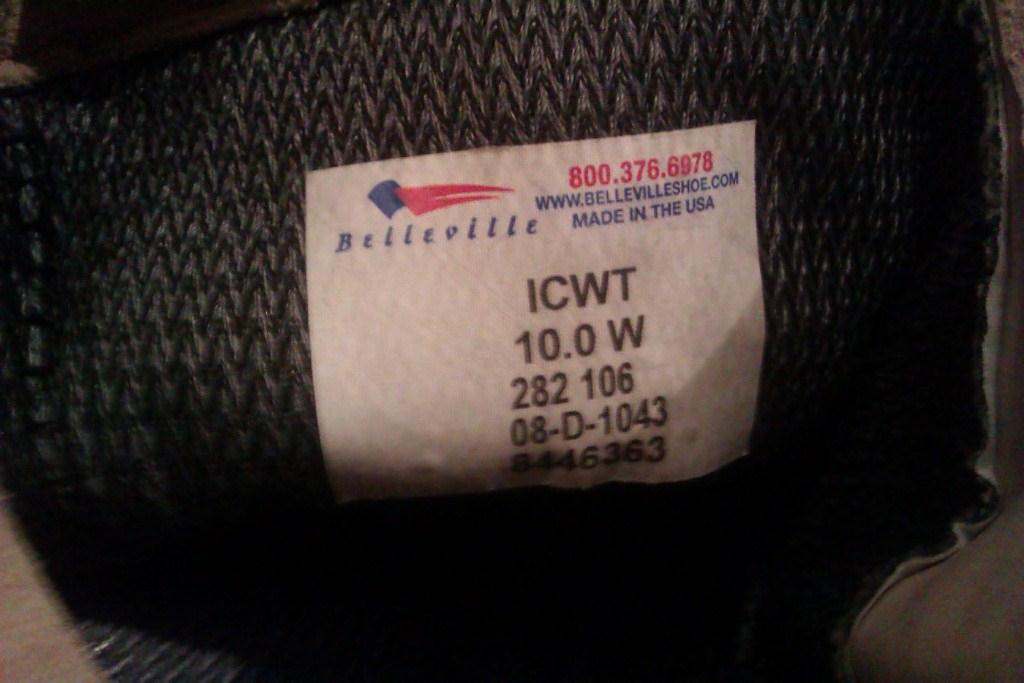 Belleville
800.376.6978
WWW.BELLEVILLESHOE.COM
MADE IN THE USA
ICWT
10.0 W
282 106
08-D-1043
8446363